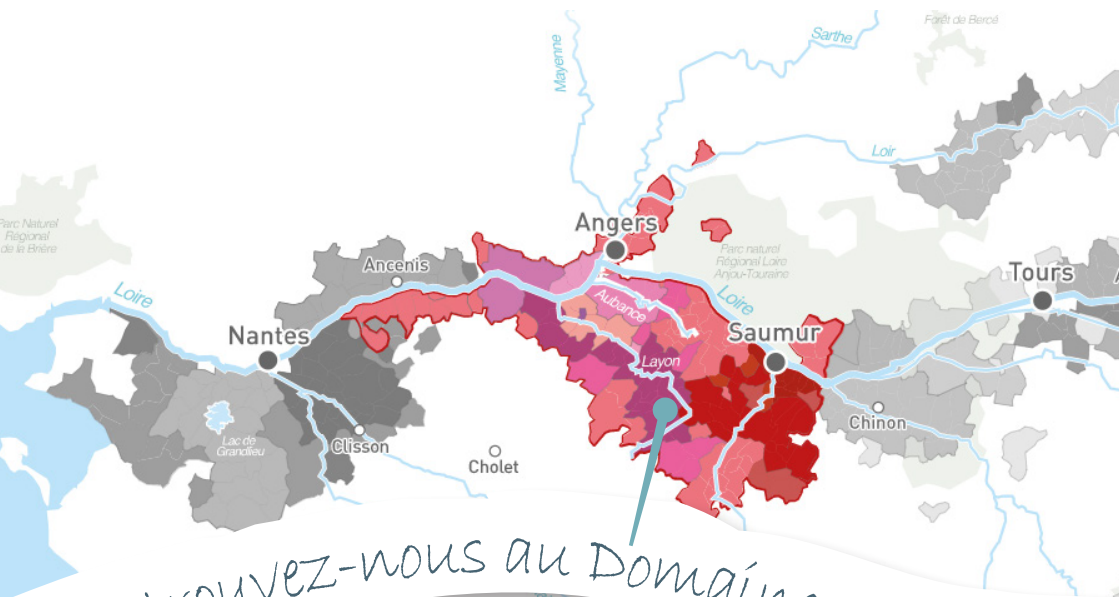 Forêt de Bercé
Sarthe
Mayenne
Loir
Parc Naturel
Régional
de la Brière
Angers
Parc naturel
Régional Loire
Anjou-Touraine
Ancenis
Tours
Loire
Loire
Aubance
Nantes
Saumur
Layon
Chinon
Lac de
Grandlieu
Clisson
Cholet
rouvez-nous au Domaine